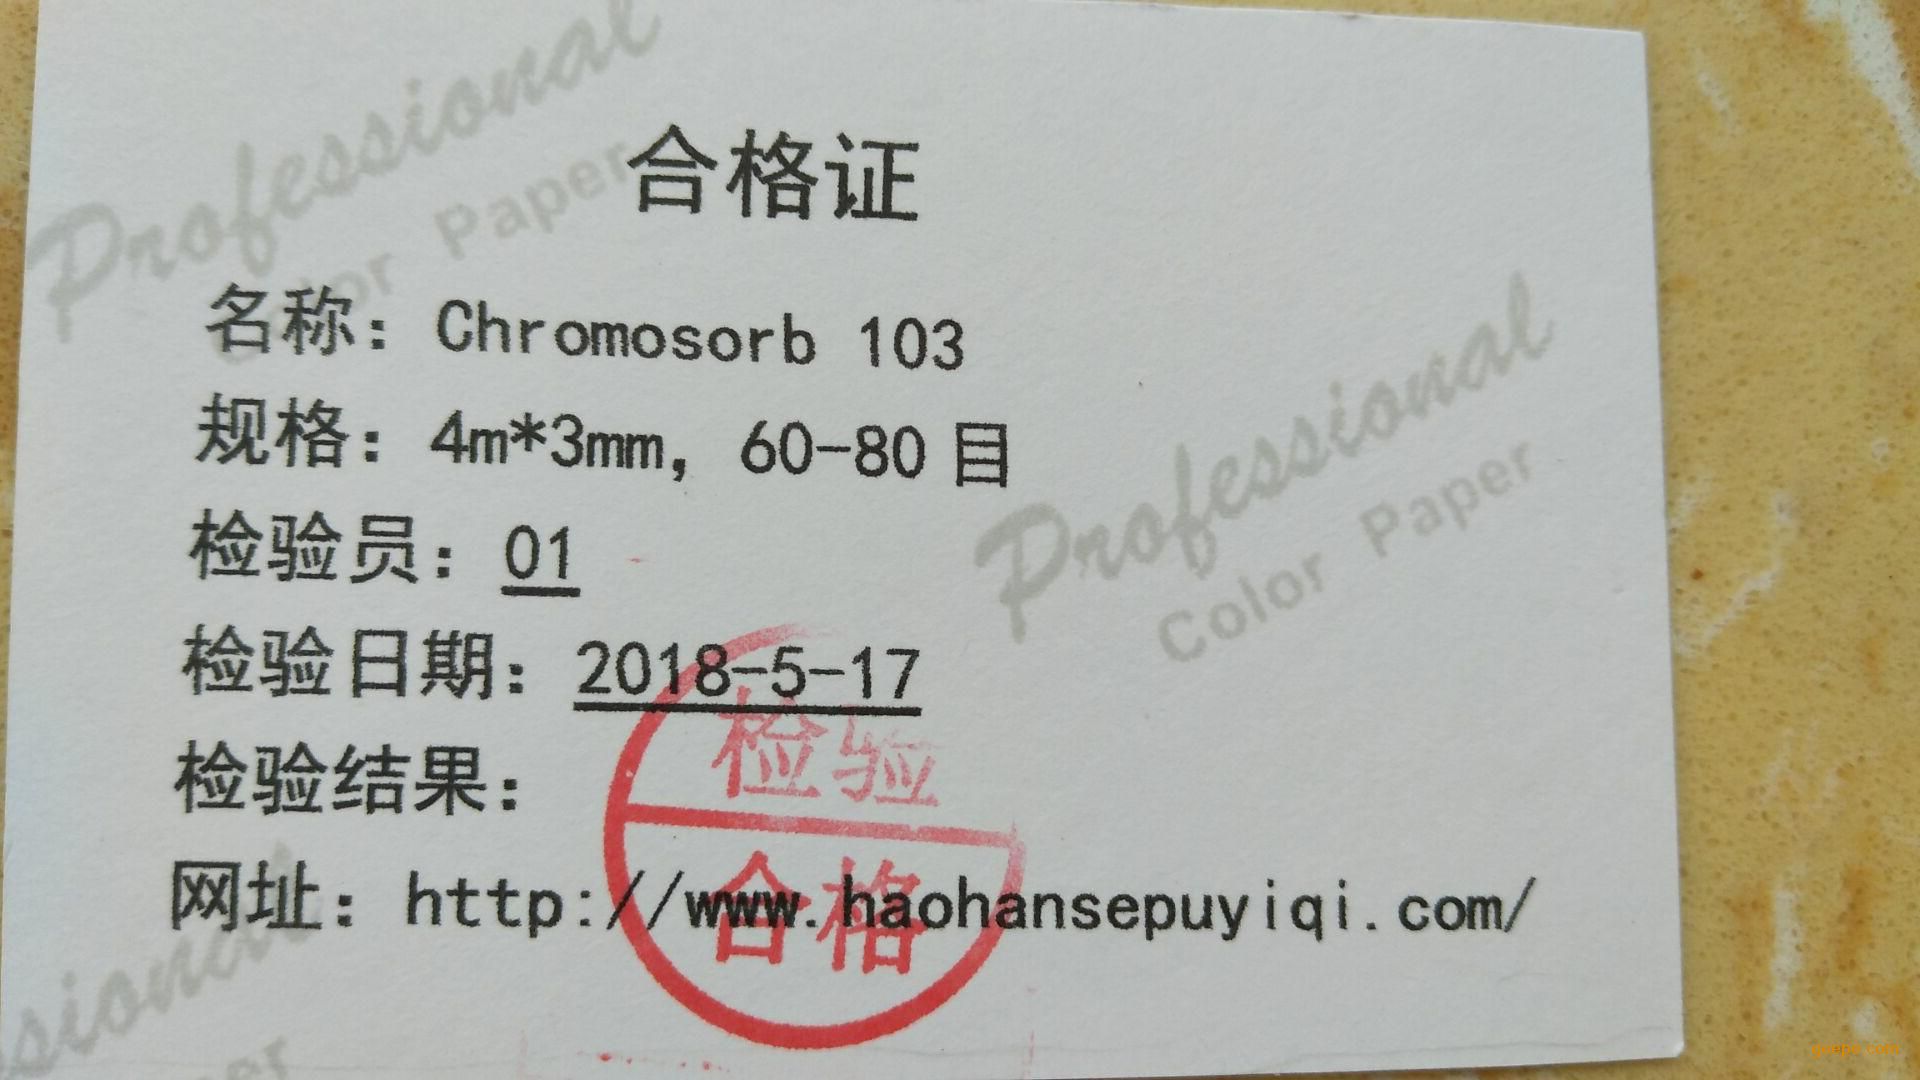 合格证
名称：Chromosorb 103
规格：4m*3mm，60-80目
检验员：01
检验日期：2018-5-17
检验结果：
检验
合格
网址：http://www.haohansepuyiqi.com/
Professional
Color Paper
Professional
Color Paper